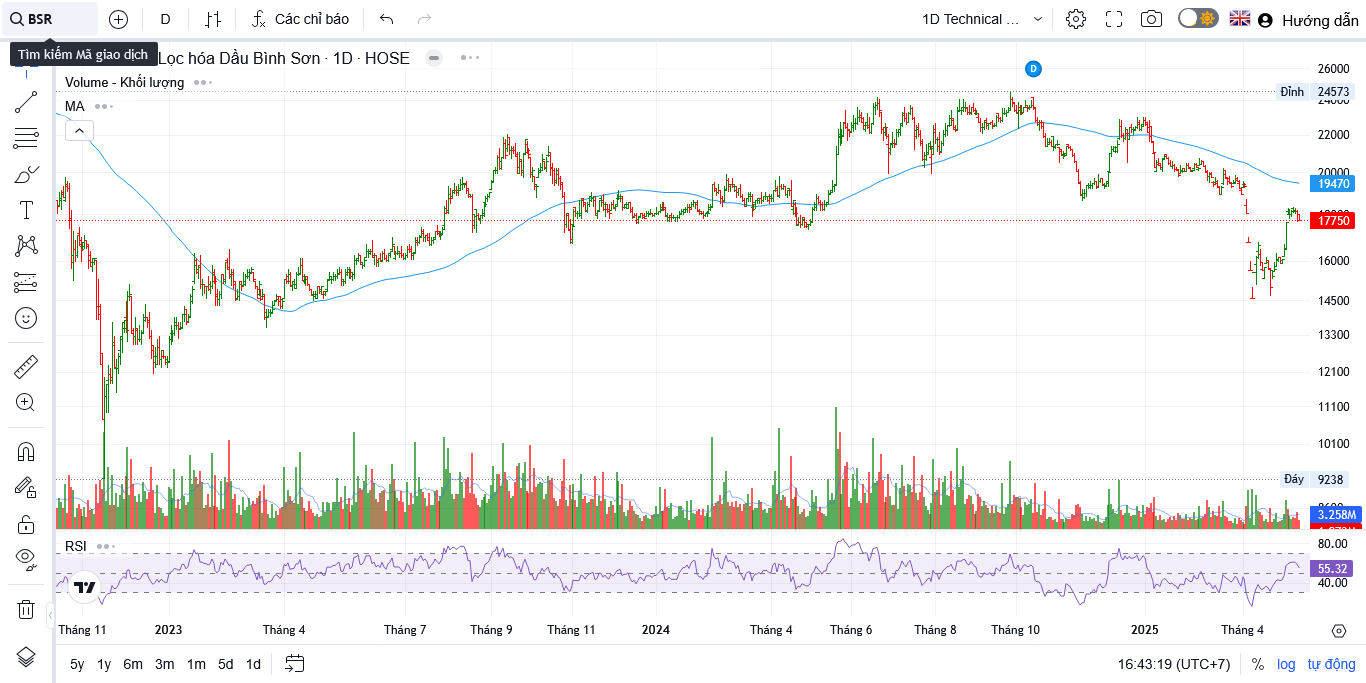 BSR
D
Các chỉ báo
1D Technical ...
Hướng dẫn
Tìm kiếm Mã giao dịch
Lọc hóa Dầu Bình Sơn · 1D · HOSE
Volume - Khối lượng
MA
D
26000
Đỉnh 24573
24000
22000
20000
19470
17750
16000
14500
13300
12100
11100
10100
Đáy 9238
3.258M
RSI
80.00
55.32
40.00
Tháng 11 2023 Tháng 4 Tháng 7 Tháng 9 Tháng 11 2024 Tháng 4 Tháng 6 Tháng 8 Tháng 10 2025 Tháng 4
5y 1y 6m 3m 1m 5d 1d
16:43:19 (UTC+7) % log tự động